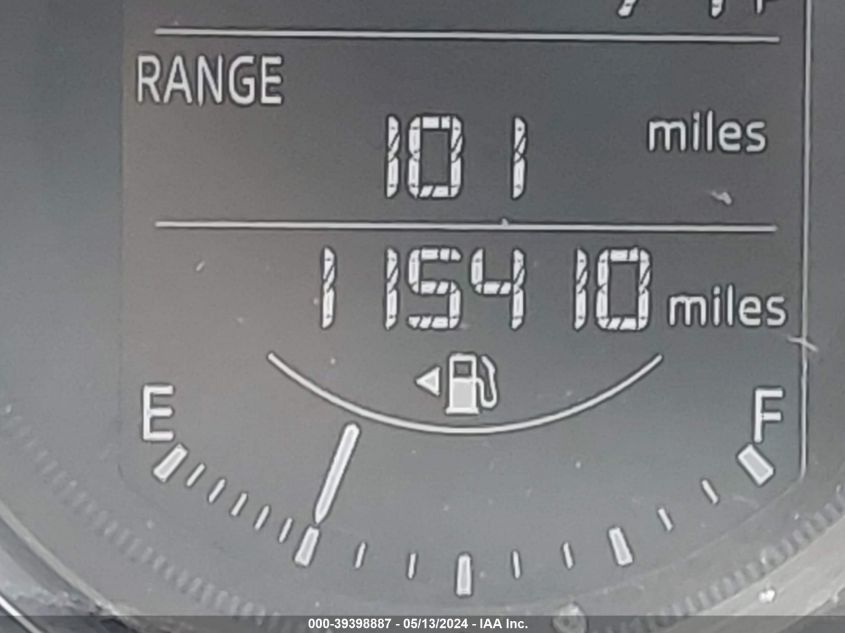 RANGE
101 miles
115410 miles
E F
000-39398887 - 05/13/2024 - IAA Inc.